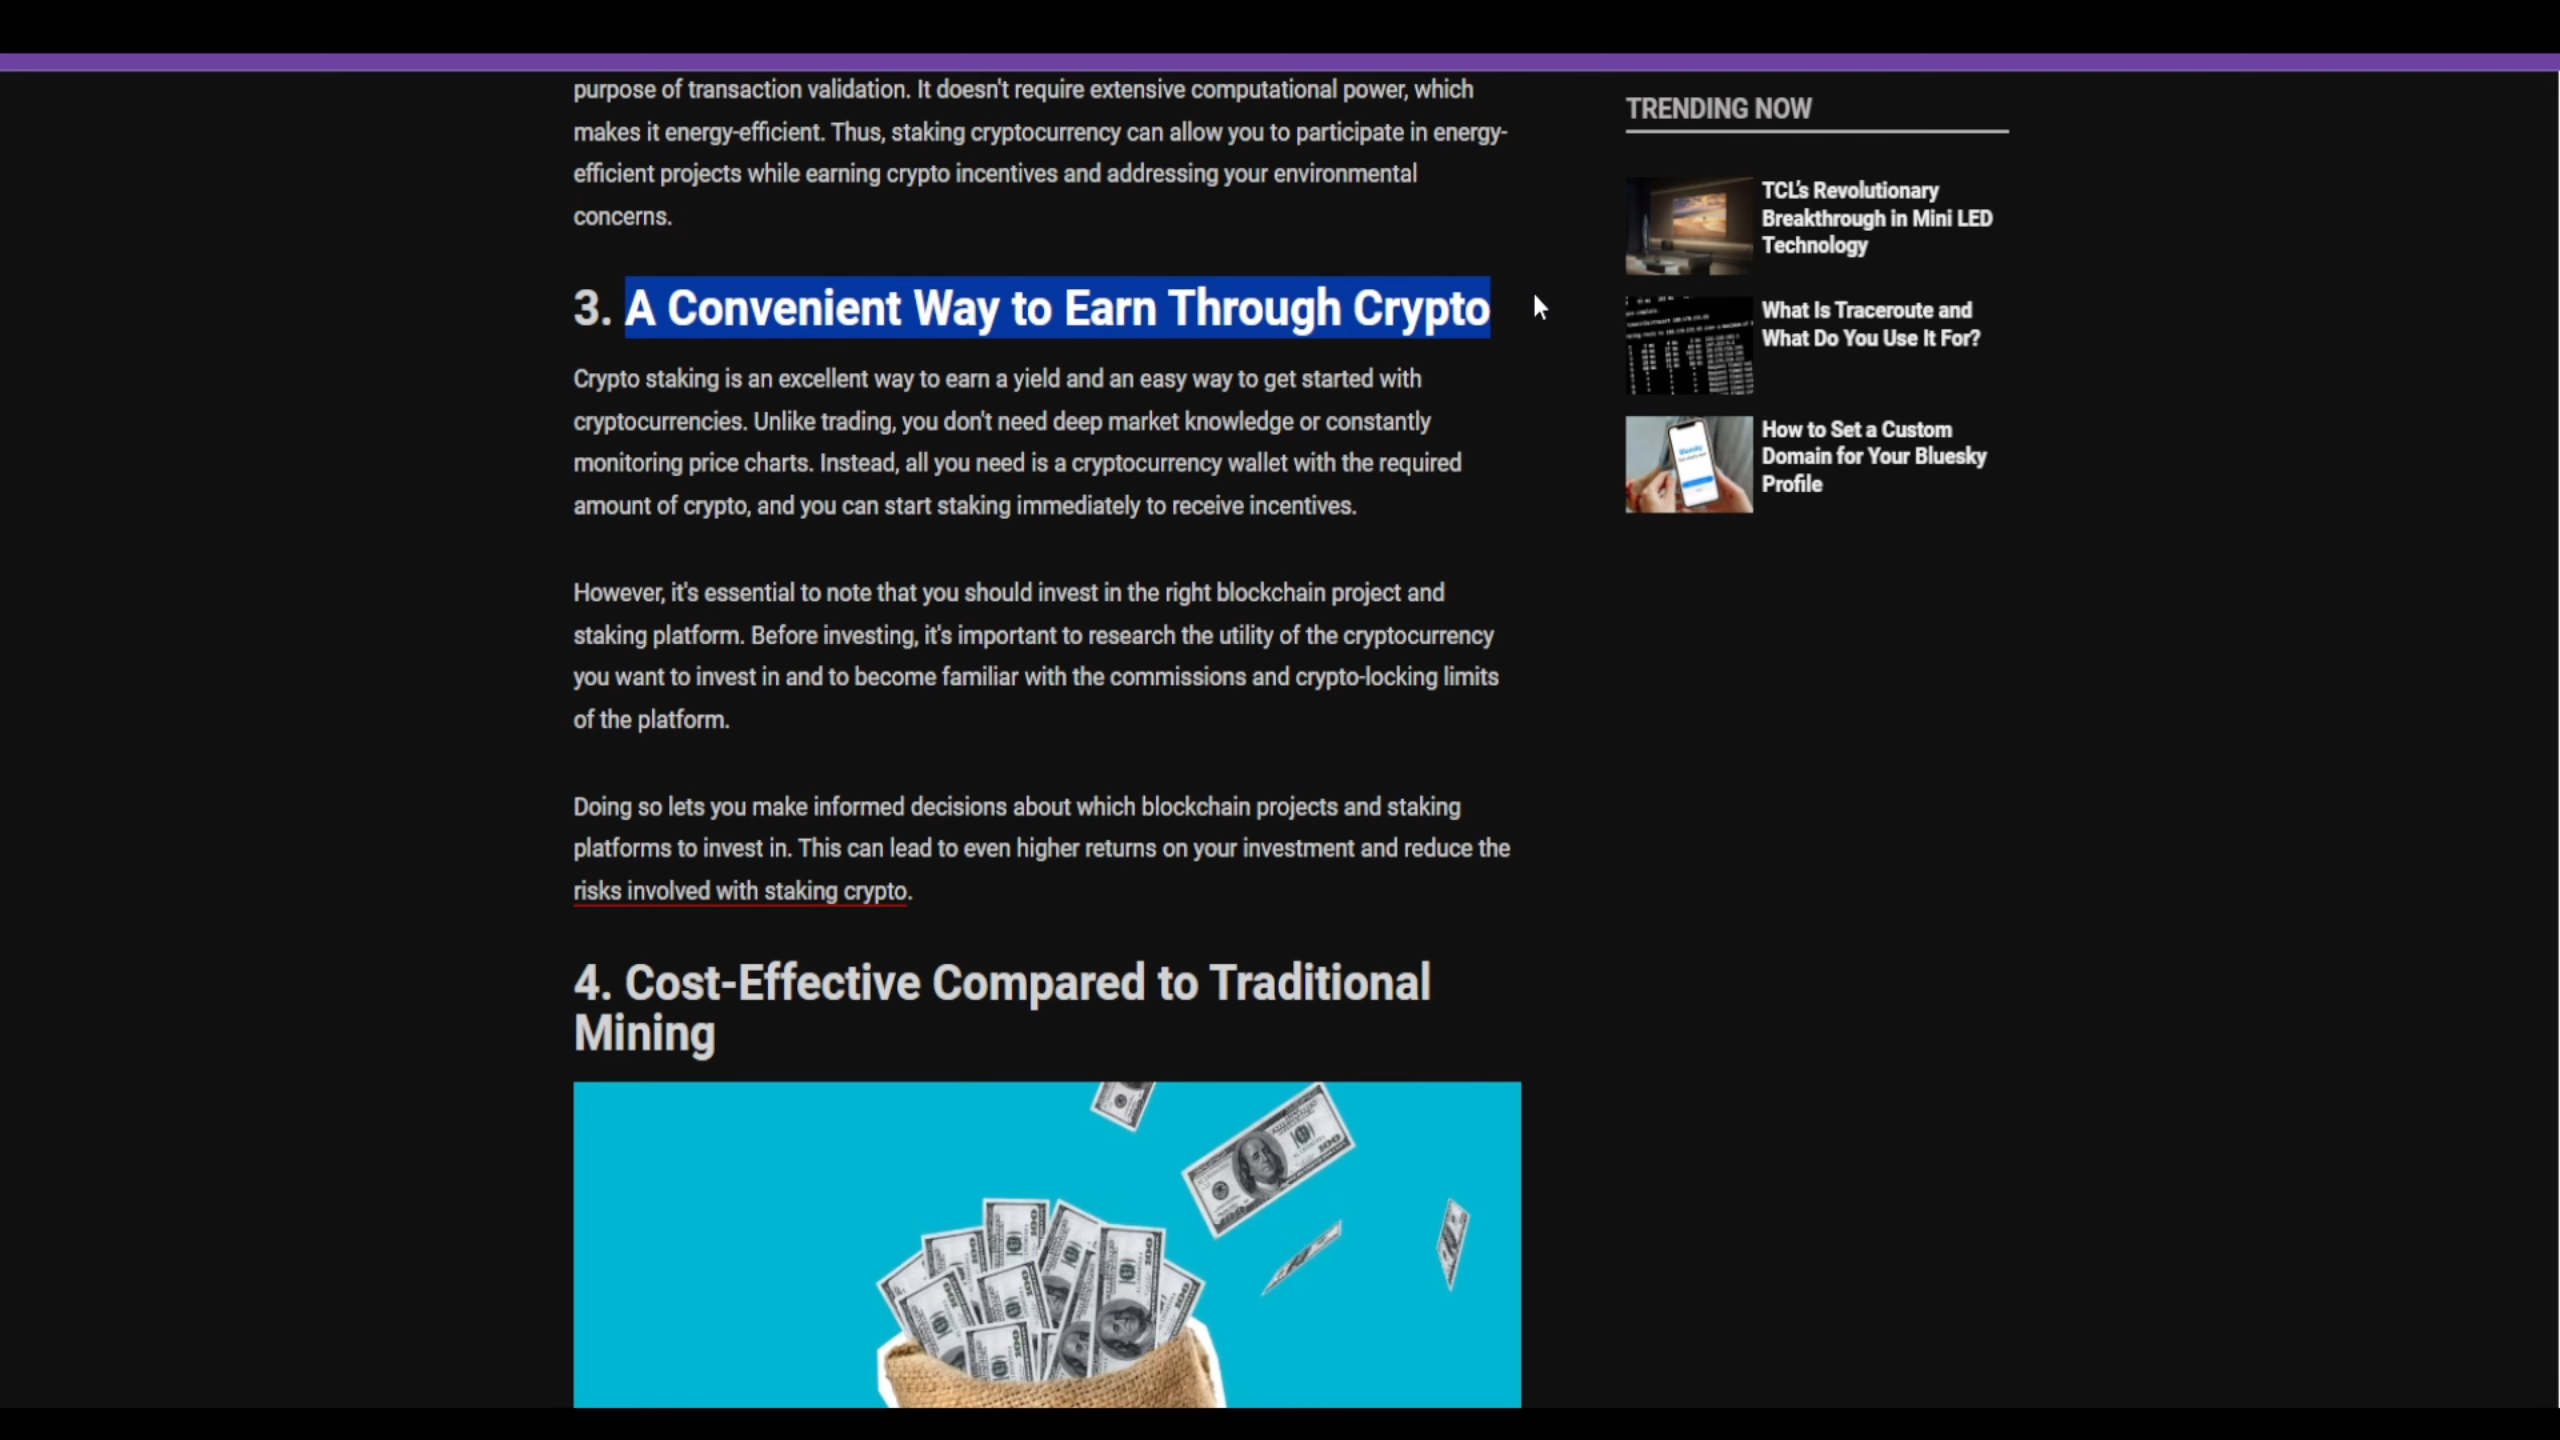 purpose of transaction validation. It doesn't require extensive computational power, which
makes it energy-efficient. Thus, staking cryptocurrency can allow you to participate in energy-
efficient projects while earning crypto incentives and addressing your environmental
concerns.
3. A Convenient Way to Earn Through Crypto
Crypto staking is an excellent way to earn a yield and an easy way to get started with
cryptocurrencies. Unlike trading, you don't need deep market knowledge or constantly
monitoring price charts. Instead, all you need is a cryptocurrency wallet with the required
amount of crypto, and you can start staking immediately to receive incentives.
However, it's essential to note that you should invest in the right blockchain project and
staking platform. Before investing, it's important to research the utility of the cryptocurrency
you want to invest in and to become familiar with the commissions and crypto-locking limits
of the platform.
Doing so lets you make informed decisions about which blockchain projects and staking
platforms to invest in. This can lead to even higher returns on your investment and reduce the
risks involved with staking crypto.
4. Cost-Effective Compared to Traditional
Mining
TRENDING NOW
TCL's Revolutionary
Breakthrough in Mini LED
Technology
What Is Traceroute and
What Do You Use It For?
How to Set a Custom
Domain for Your Bluesky
Profile